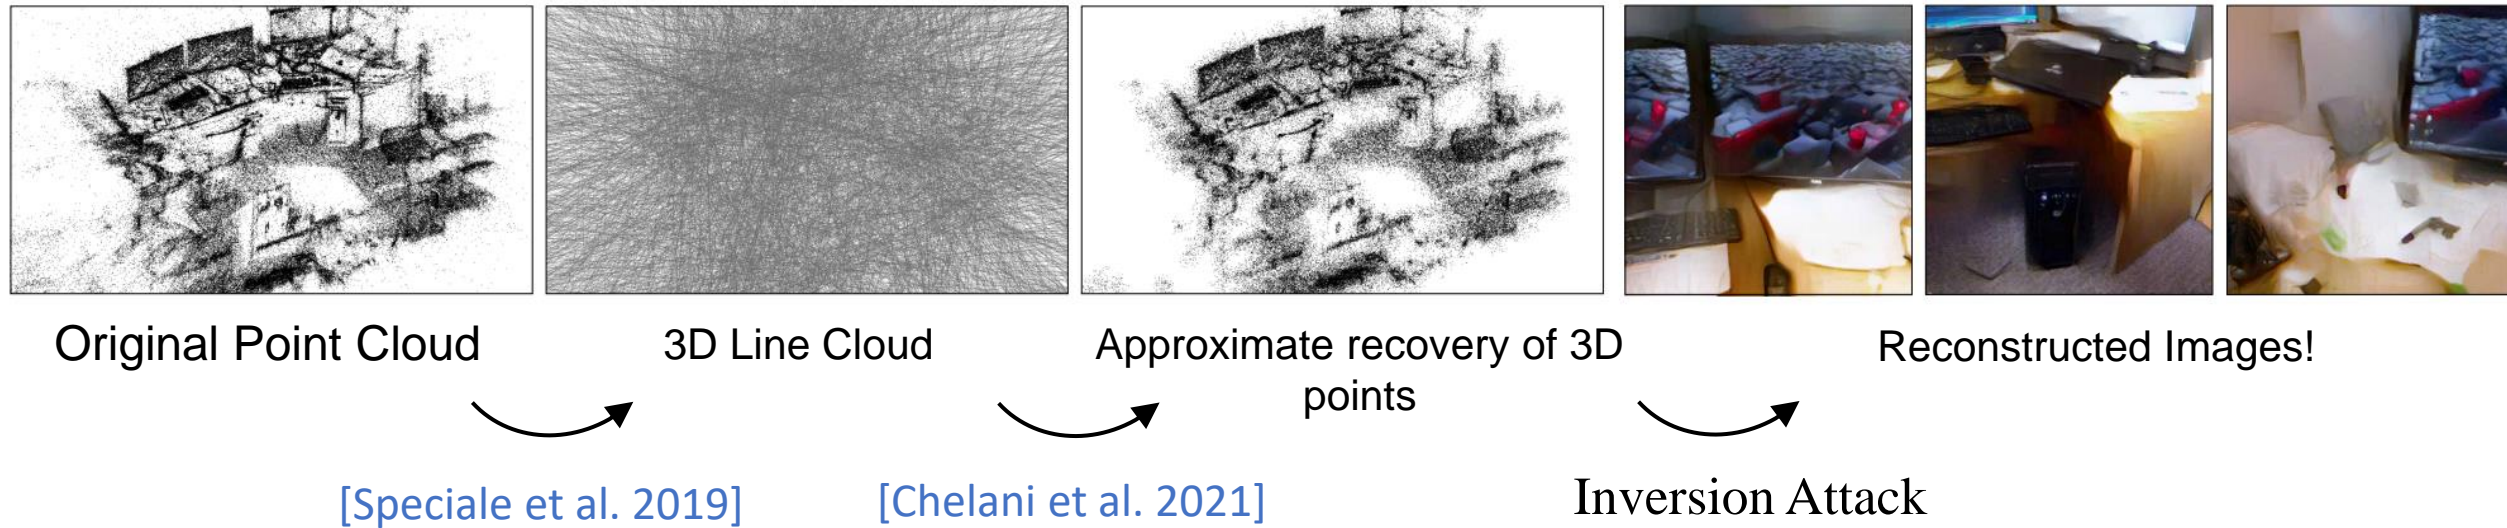 Original Point Cloud
3D Line Cloud
Approximate recovery of 3D
points
Reconstructed Images!
[Speciale et al. 2019]
[Chelani et al. 2021]
Inversion Attack